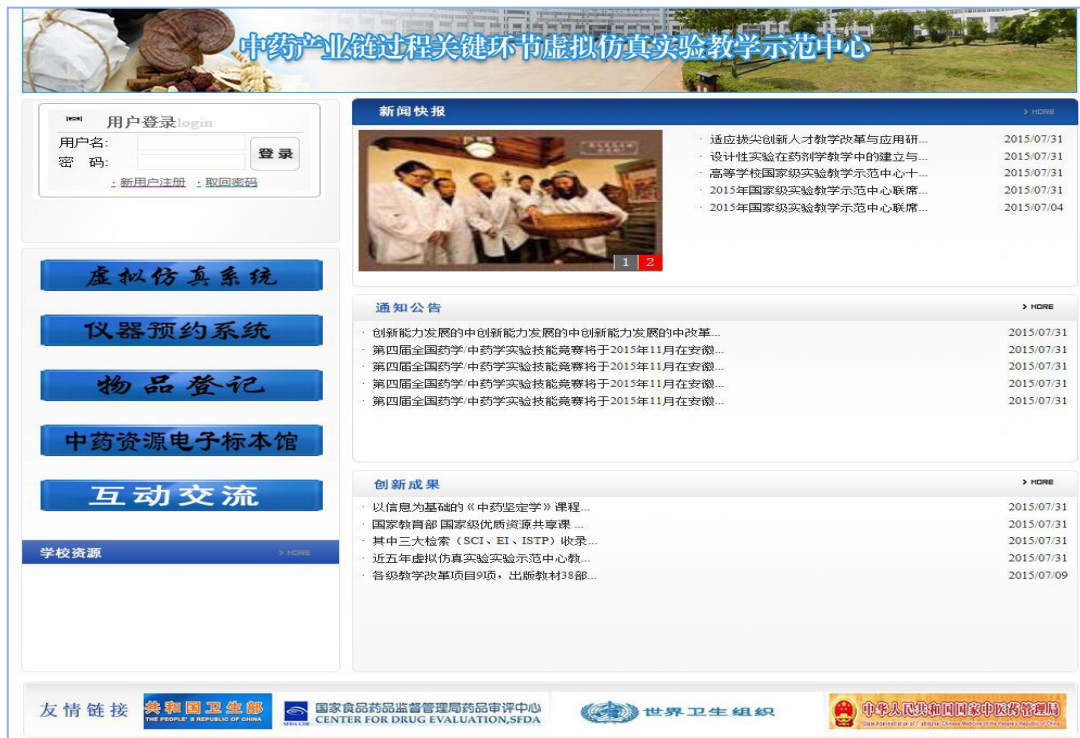 中药产业链过程关键环节虚拟仿真实验教学示范中心
用户登录login
用户名:
密 码:
登录
: 新用户注册 : 取回密码
虚拟仿真系统
仪器预约系统
物品登记
中药资源电子标本馆
互动交流
学校资源 > MORE
新闻快报 > MORE
· 适应拔尖创新人才教学改革与应用研... 2015/07/31
· 设计性实验在药剂学教学中的建立与... 2015/07/31
· 高等学校国家级实验教学示范中心十... 2015/07/31
· 2015年国家级实验教学示范中心联席... 2015/07/31
· 2015年国家级实验教学示范中心联席... 2015/07/04
1 2
通知公告 > MORE
· 创新能力发展的中创新能力发展的中创新能力发展的中改革... 2015/07/31
· 第四届全国药学/中药学实验技能竞赛将于2015年11月在安徽... 2015/07/31
· 第四届全国药学/中药学实验技能竞赛将于2015年11月在安徽... 2015/07/31
· 第四届全国药学/中药学实验技能竞赛将于2015年11月在安徽... 2015/07/31
· 第四届全国药学/中药学实验技能竞赛将于2015年11月在安徽... 2015/07/31
创新成果 > MORE
· 以信息为基础的《中药坚定学》课程... 2015/07/31
· 国家教育部 国家级优质资源共享课 ... 2015/07/31
· 其中三大检索（SCI、EI、ISTP）收录... 2015/07/31
· 近五年虚拟仿真实验实验示范中心教... 2015/07/31
· 各级教学改革项目9项，出版教材38部... 2015/07/09
友情链接
共和国卫生部
THE PEOPLE' S REPUBLIC OF CHINA
国家食品药品监督管理局药品审评中心
CENTER FOR DRUG EVALUATION,SFDA
世界卫生组织
中华人民共和国国家中医药管理局